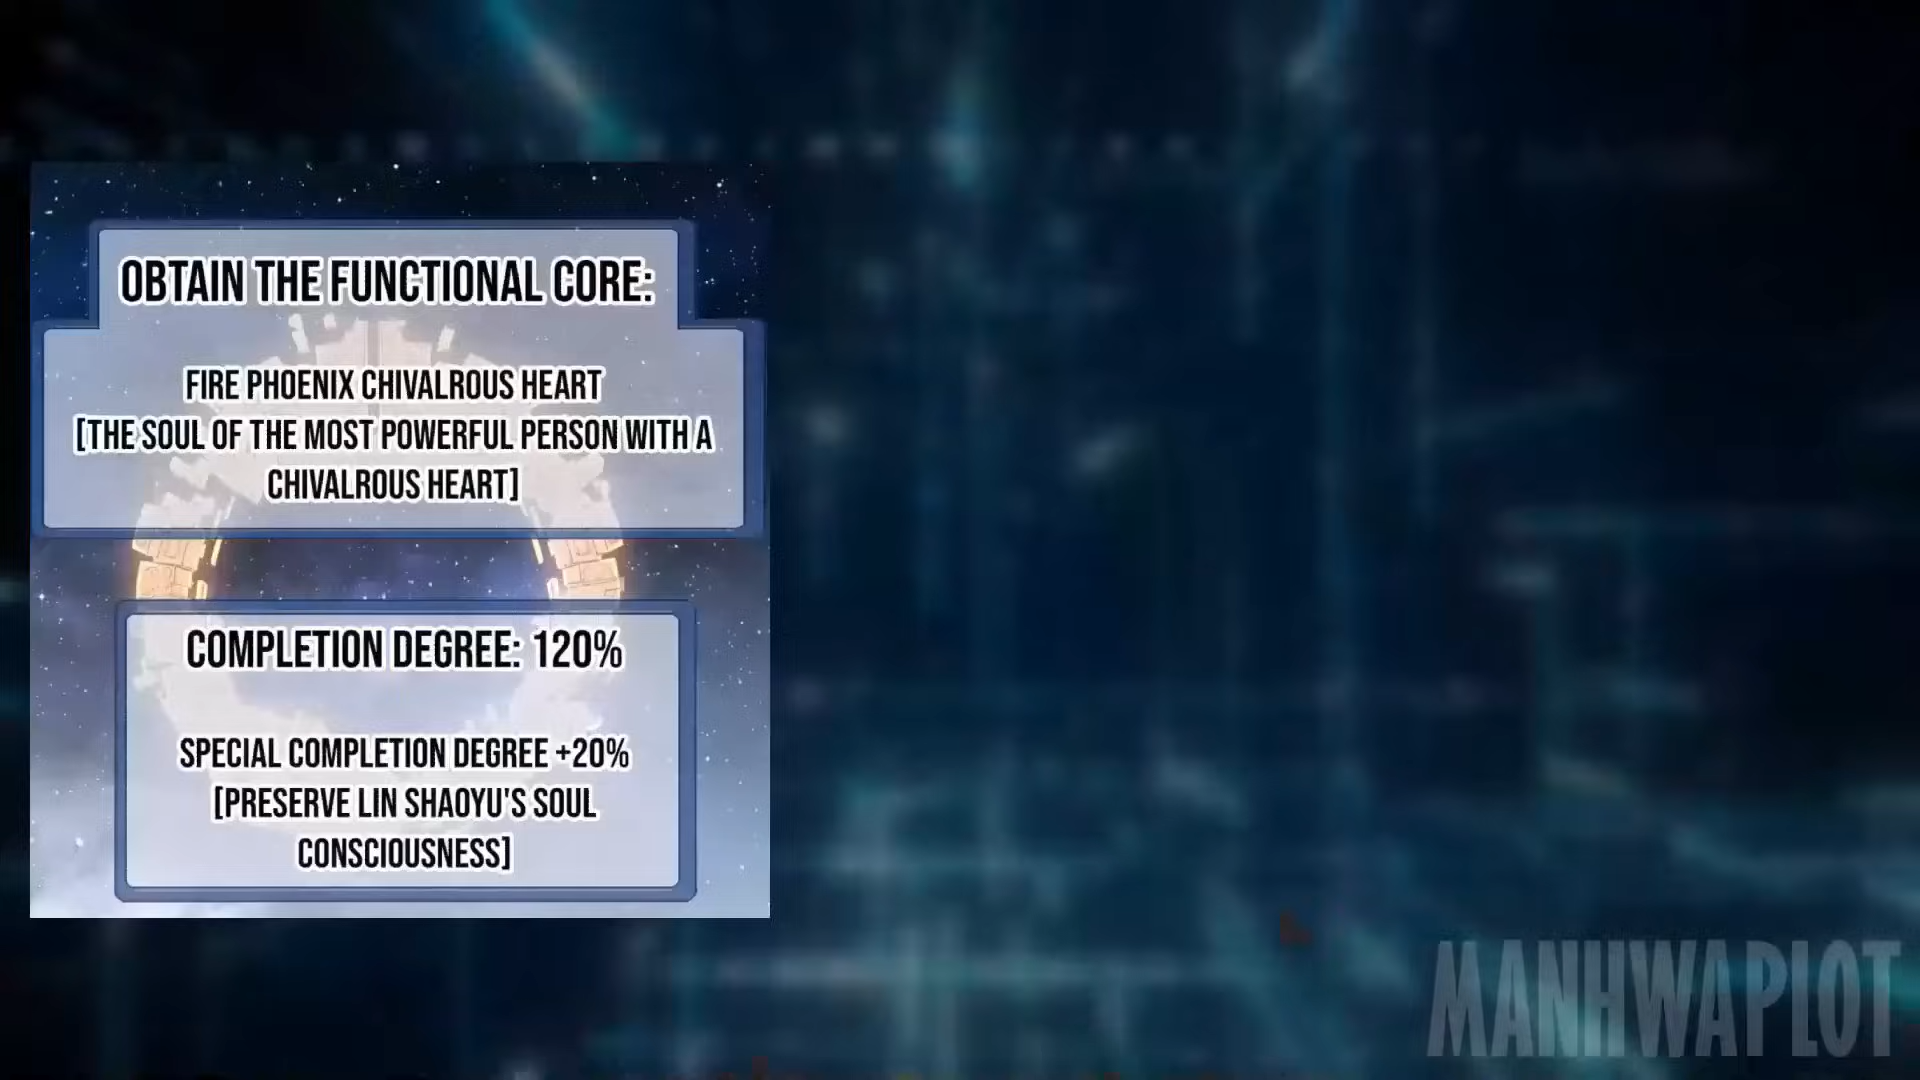 OBTAIN THE FUNCTIONAL CORE:
FIRE PHOENIX CHIVALROUS HEART
[THE SOUL OF THE MOST POWERFUL PERSON WITH A
CHIVALROUS HEART]
COMPLETION DEGREE: 120%
SPECIAL COMPLETION DEGREE +20%
[PRESERVE LIN SHAOYU'S SOUL
CONSCIOUSNESS]
MANHWAPLOT